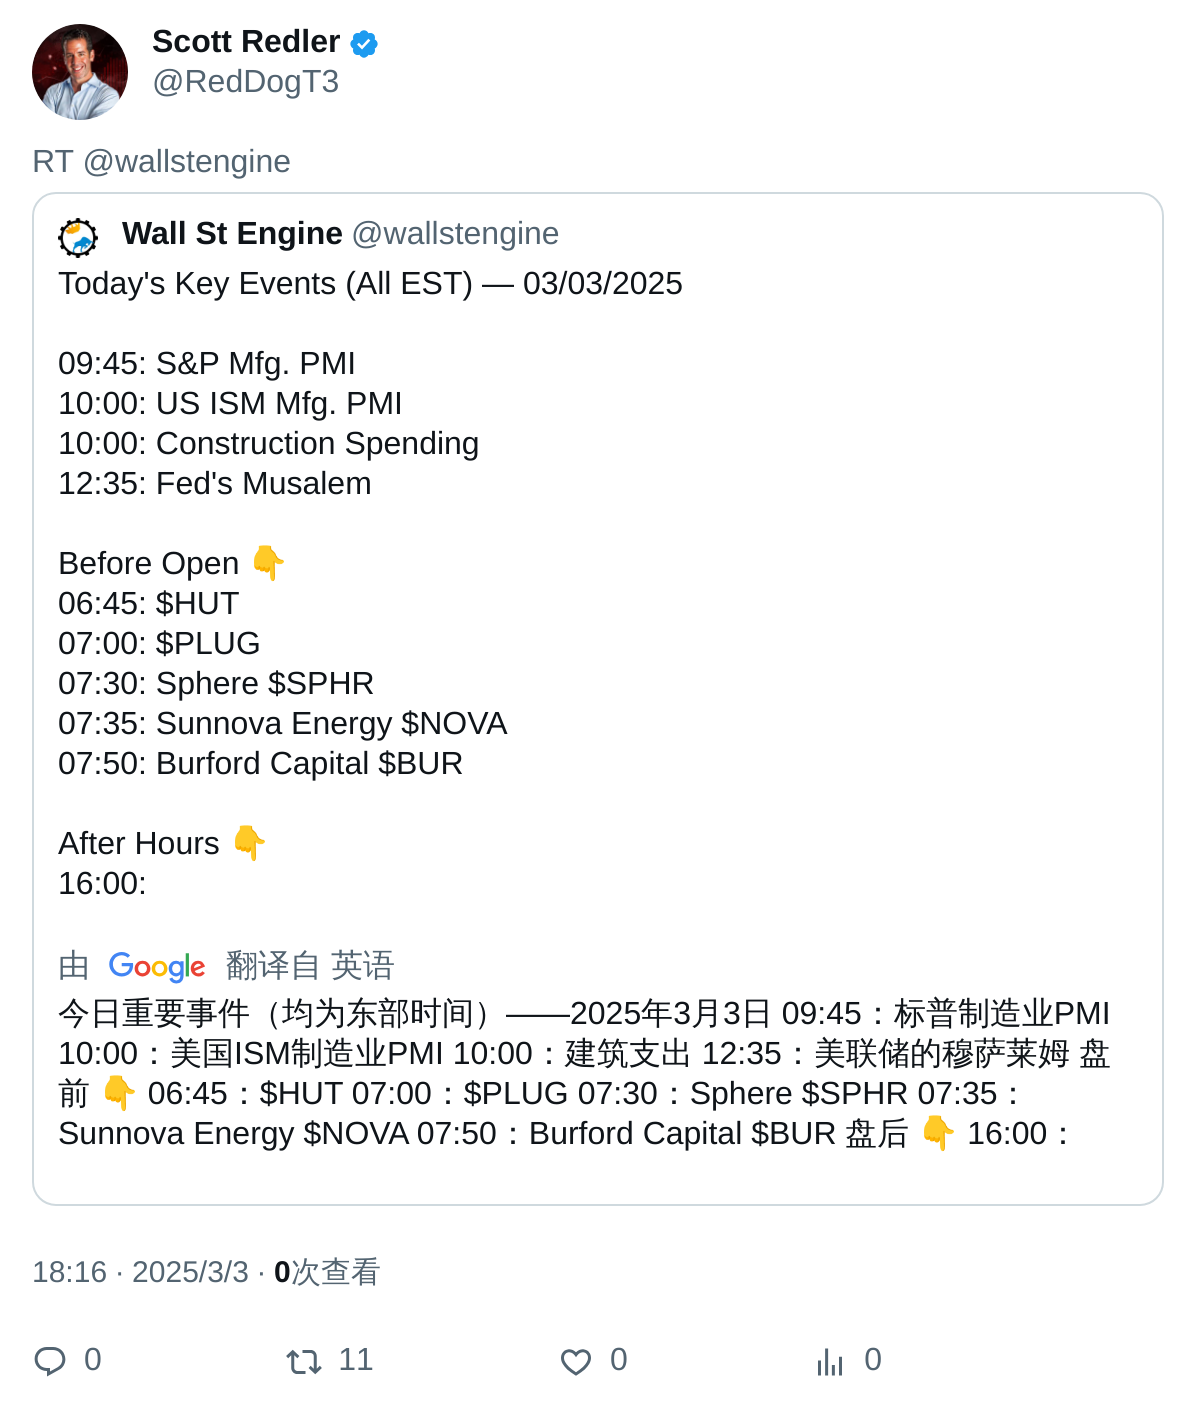 Scott Redler
@RedDogT3
RT @wallstengine
Wall St Engine @wallstengine
Today's Key Events (All EST) — 03/03/2025
09:45: S&P Mfg. PMI
10:00: US ISM Mfg. PMI
10:00: Construction Spending
12:35: Fed's Musalem
Before Open 👇
06:45: $HUT
07:00: $PLUG
07:30: Sphere $SPHR
07:35: Sunnova Energy $NOVA
07:50: Burford Capital $BUR
After Hours 👇
16:00:
由 Google 翻译自 英语
今日重要事件（均为东部时间）——2025年3月3日 09:45：标普制造业PMI
10:00：美国ISM制造业PMI 10:00：建筑支出 12:35：美联储的穆萨莱姆 盘
前 👇 06:45：$HUT 07:00：$PLUG 07:30：Sphere $SPHR 07:35：
Sunnova Energy $NOVA 07:50：Burford Capital $BUR 盘后 👇 16:00：
18:16 · 2025/3/3 · 0次查看
0 11 0 0